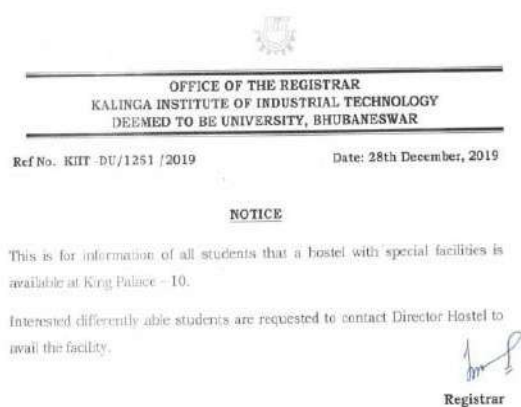 OFFICE OF THE REGISTRAR
KALINGA INSTITUTE OF INDUSTRIAL TECHNOLOGY
DEEMED TO BE UNIVERSITY, BHUBANESWAR
Ref No. KIIT-DU/1251 /2019 Date: 28th December, 2019
NOTICE
This is for information of all students that a hostel with special facilities is
available at King Palace – 10.
Interested differently able students are requested to contact Director Hostel to
avail the facility.
Registrar